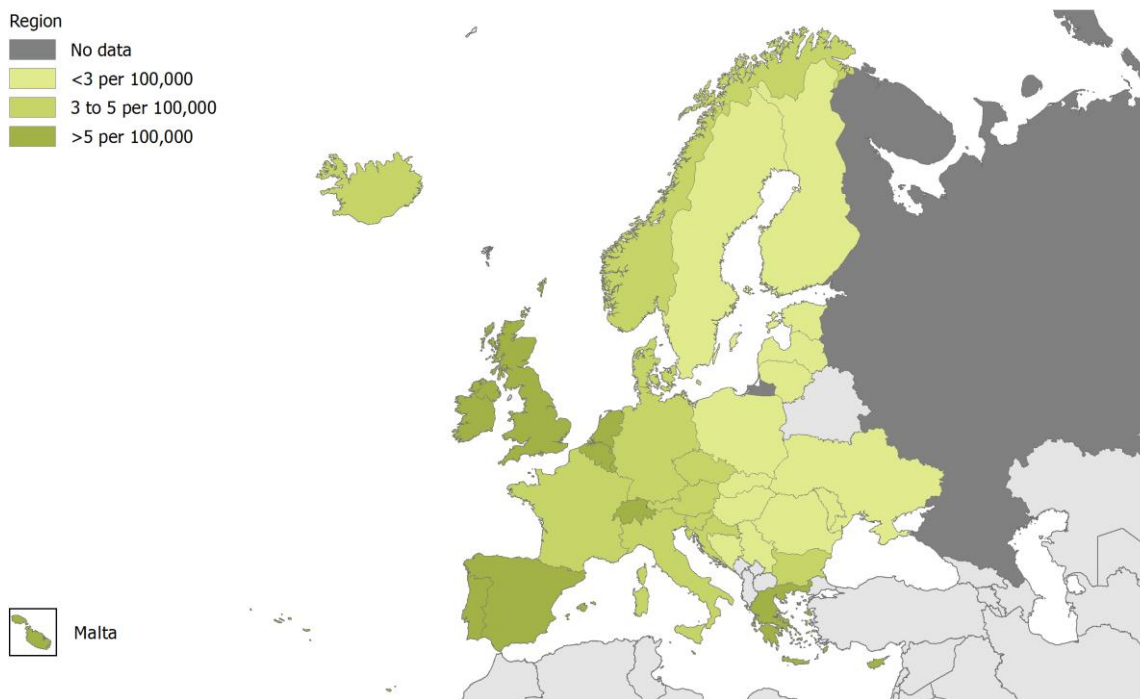 Region
No data
<3 per 100,000
3 to 5 per 100,000
>5 per 100,000
Malta